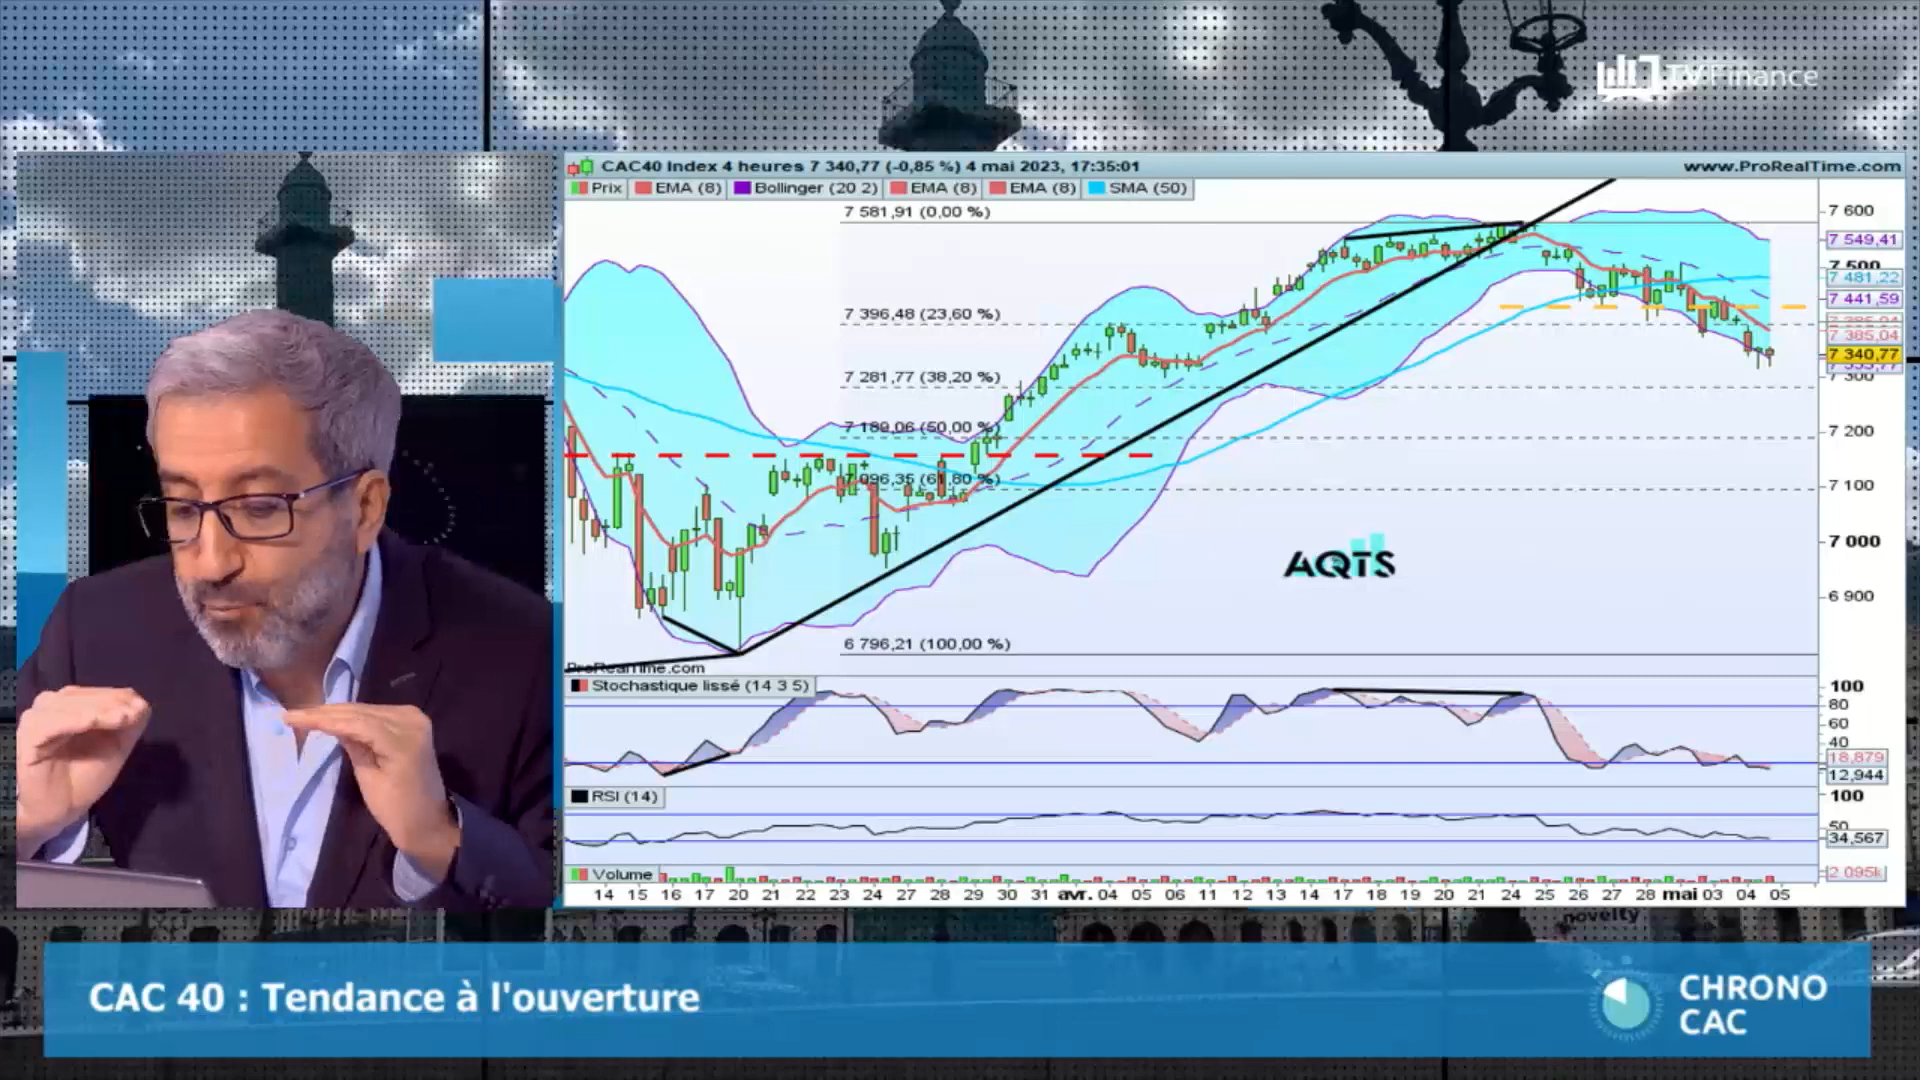 TV Finance
CAC40 Index 4 heures 7 340,77 (-0,85 %) 4 mai 2023, 17:35:01
www.ProRealTime.com
Prix EMA (8) Bollinger (20 2) EMA (8) EMA (8) SMA (50)
7 581,91 (0,00 %)
7 396,48 (23,60 %)
7 281,77 (38,20 %)
7 189,06 (50,00 %)
7 096,35 (61,80 %)
6 796,21 (100,00 %)
7 600
7 549,41
7 500
7 481,22
7 441,59
7 385,04
7 340,77
7 300
7 200
7 100
7 000
6 900
AQTS
ProRealTime.com
Stochastique lissé (14 3 5)
100
80
60
40
18,879
12,944
RSI (14)
100
50
34,567
Volume
2 095k
14 15 16 17 20 21 22 23 24 27 28 29 30 31 avr. 04 05 06 11 12 13 14 17 18 19 20 21 24 25 26 27 28 mai 03 04 05
novelty
CAC 40 : Tendance à l'ouverture
CHRONO
CAC